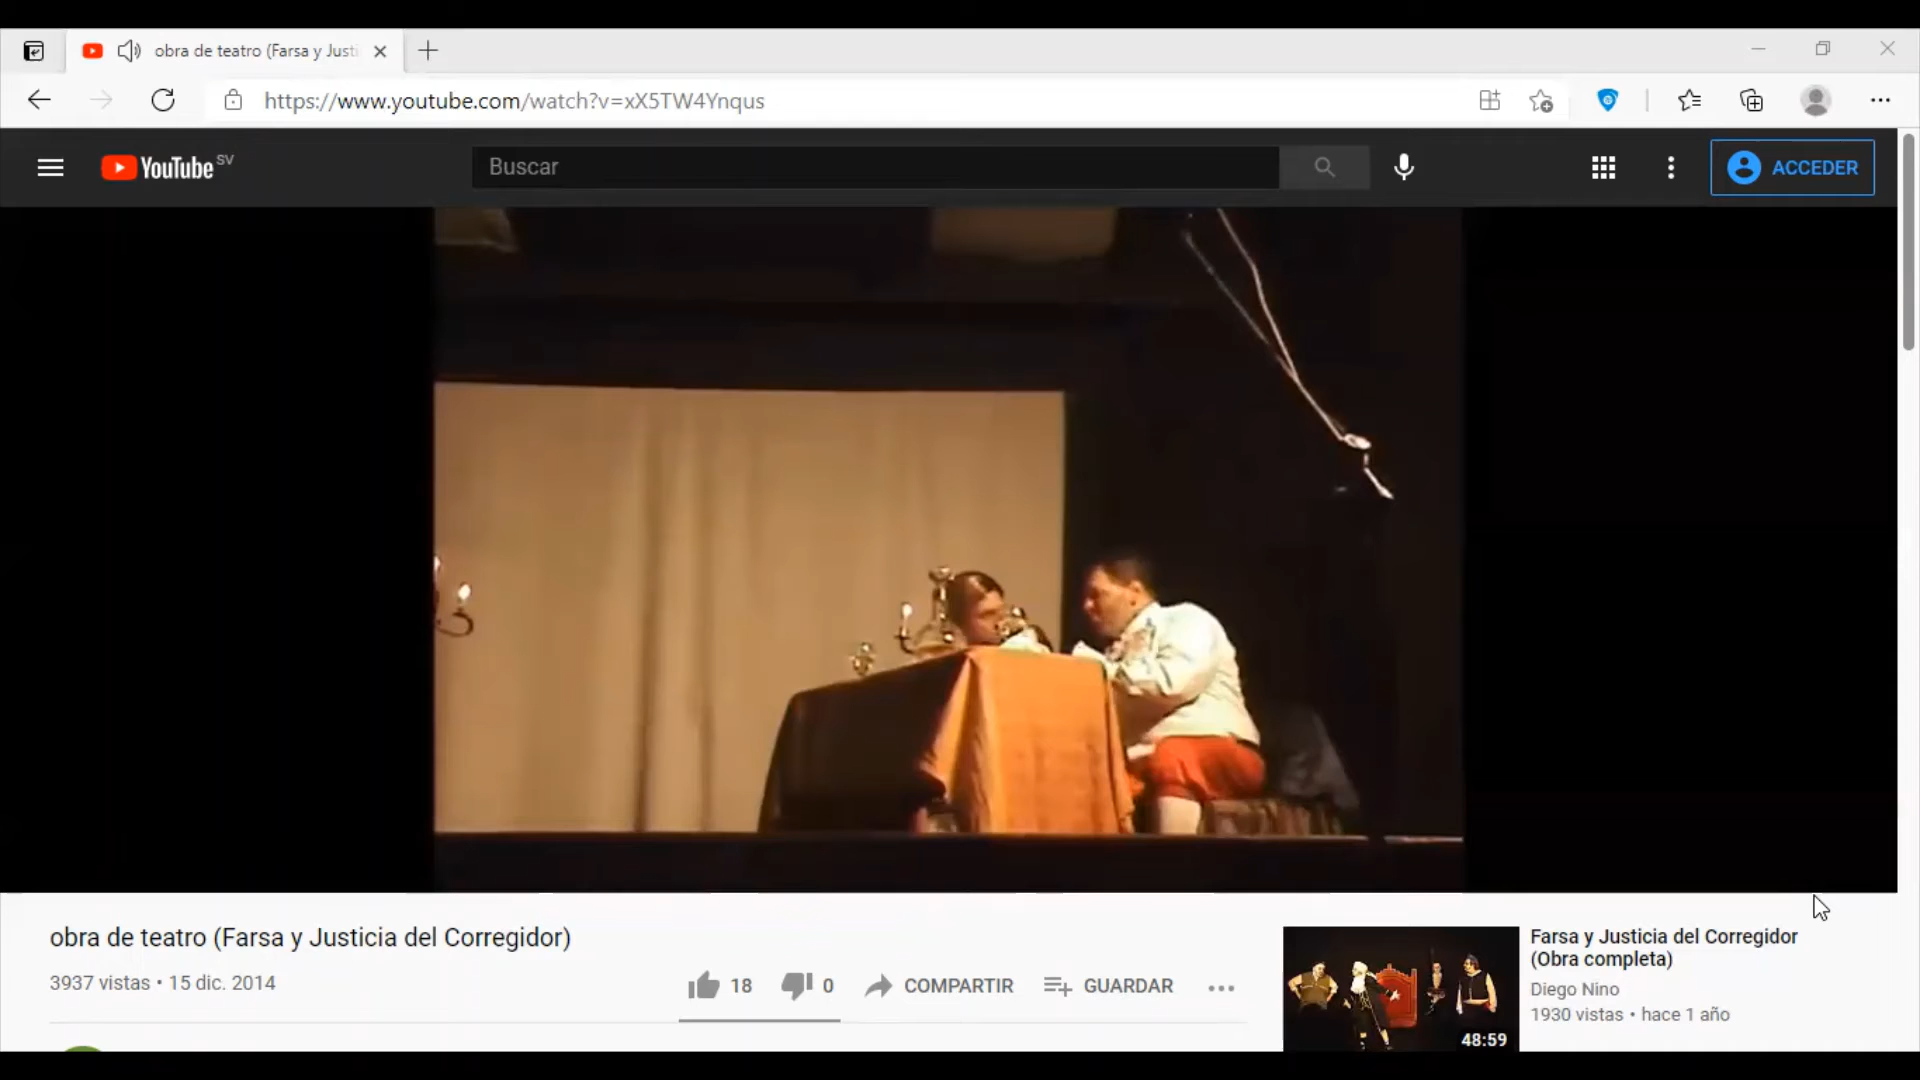 obra de teatro (Farsa y Justi
https://www.youtube.com/watch?v=xX5TW4Ynqus
YouTube SV
Buscar
ACCEDER
obra de teatro (Farsa y Justicia del Corregidor)
3937 vistas • 15 dic. 2014
18
0
COMPARTIR
GUARDAR
Farsa y Justicia del Corregidor
(Obra completa)
Diego Nino
1930 vistas • hace 1 año
48:59